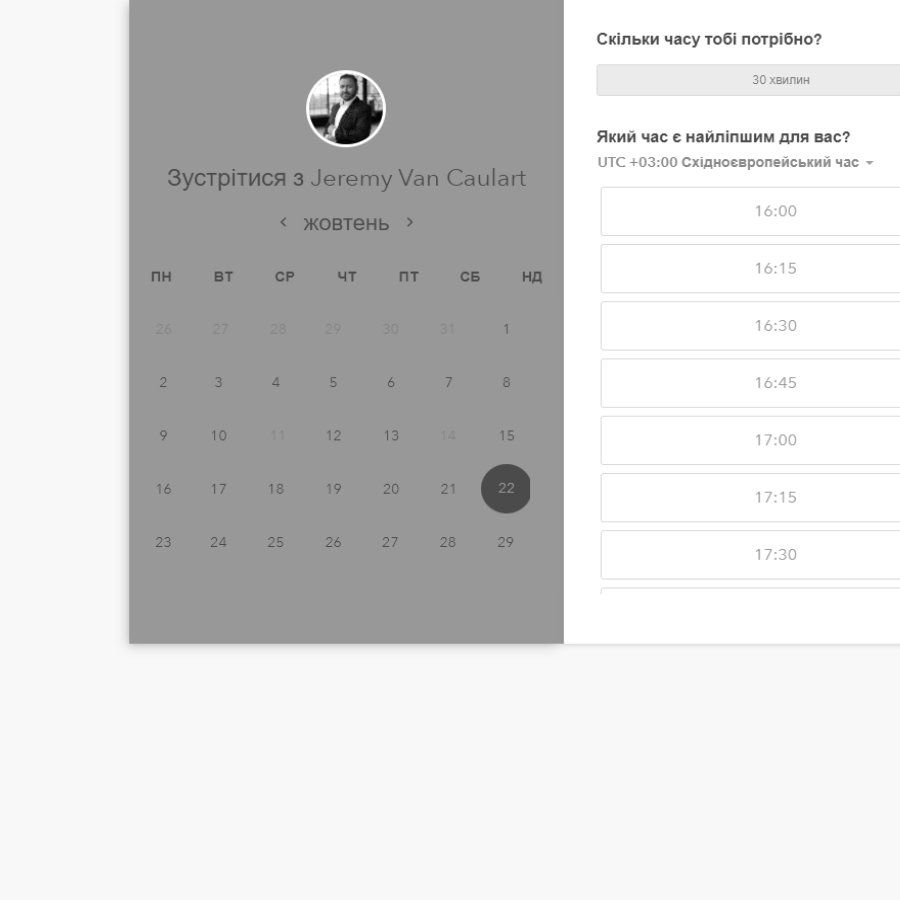 Зустрітися з Jeremy Van Caulart
жовтень
ПН ВТ СР ЧТ ПТ СБ НД
26 27 28 29 30 31 1
2 3 4 5 6 7 8
9 10 11 12 13 14 15
16 17 18 19 20 21 22
23 24 25 26 27 28 29
Скільки часу тобі потрібно?
30 хвилин
Який час є найліпшим для вас?
UTC +03:00 Східноєвропейський час
16:00
16:15
16:30
16:45
17:00
17:15
17:30